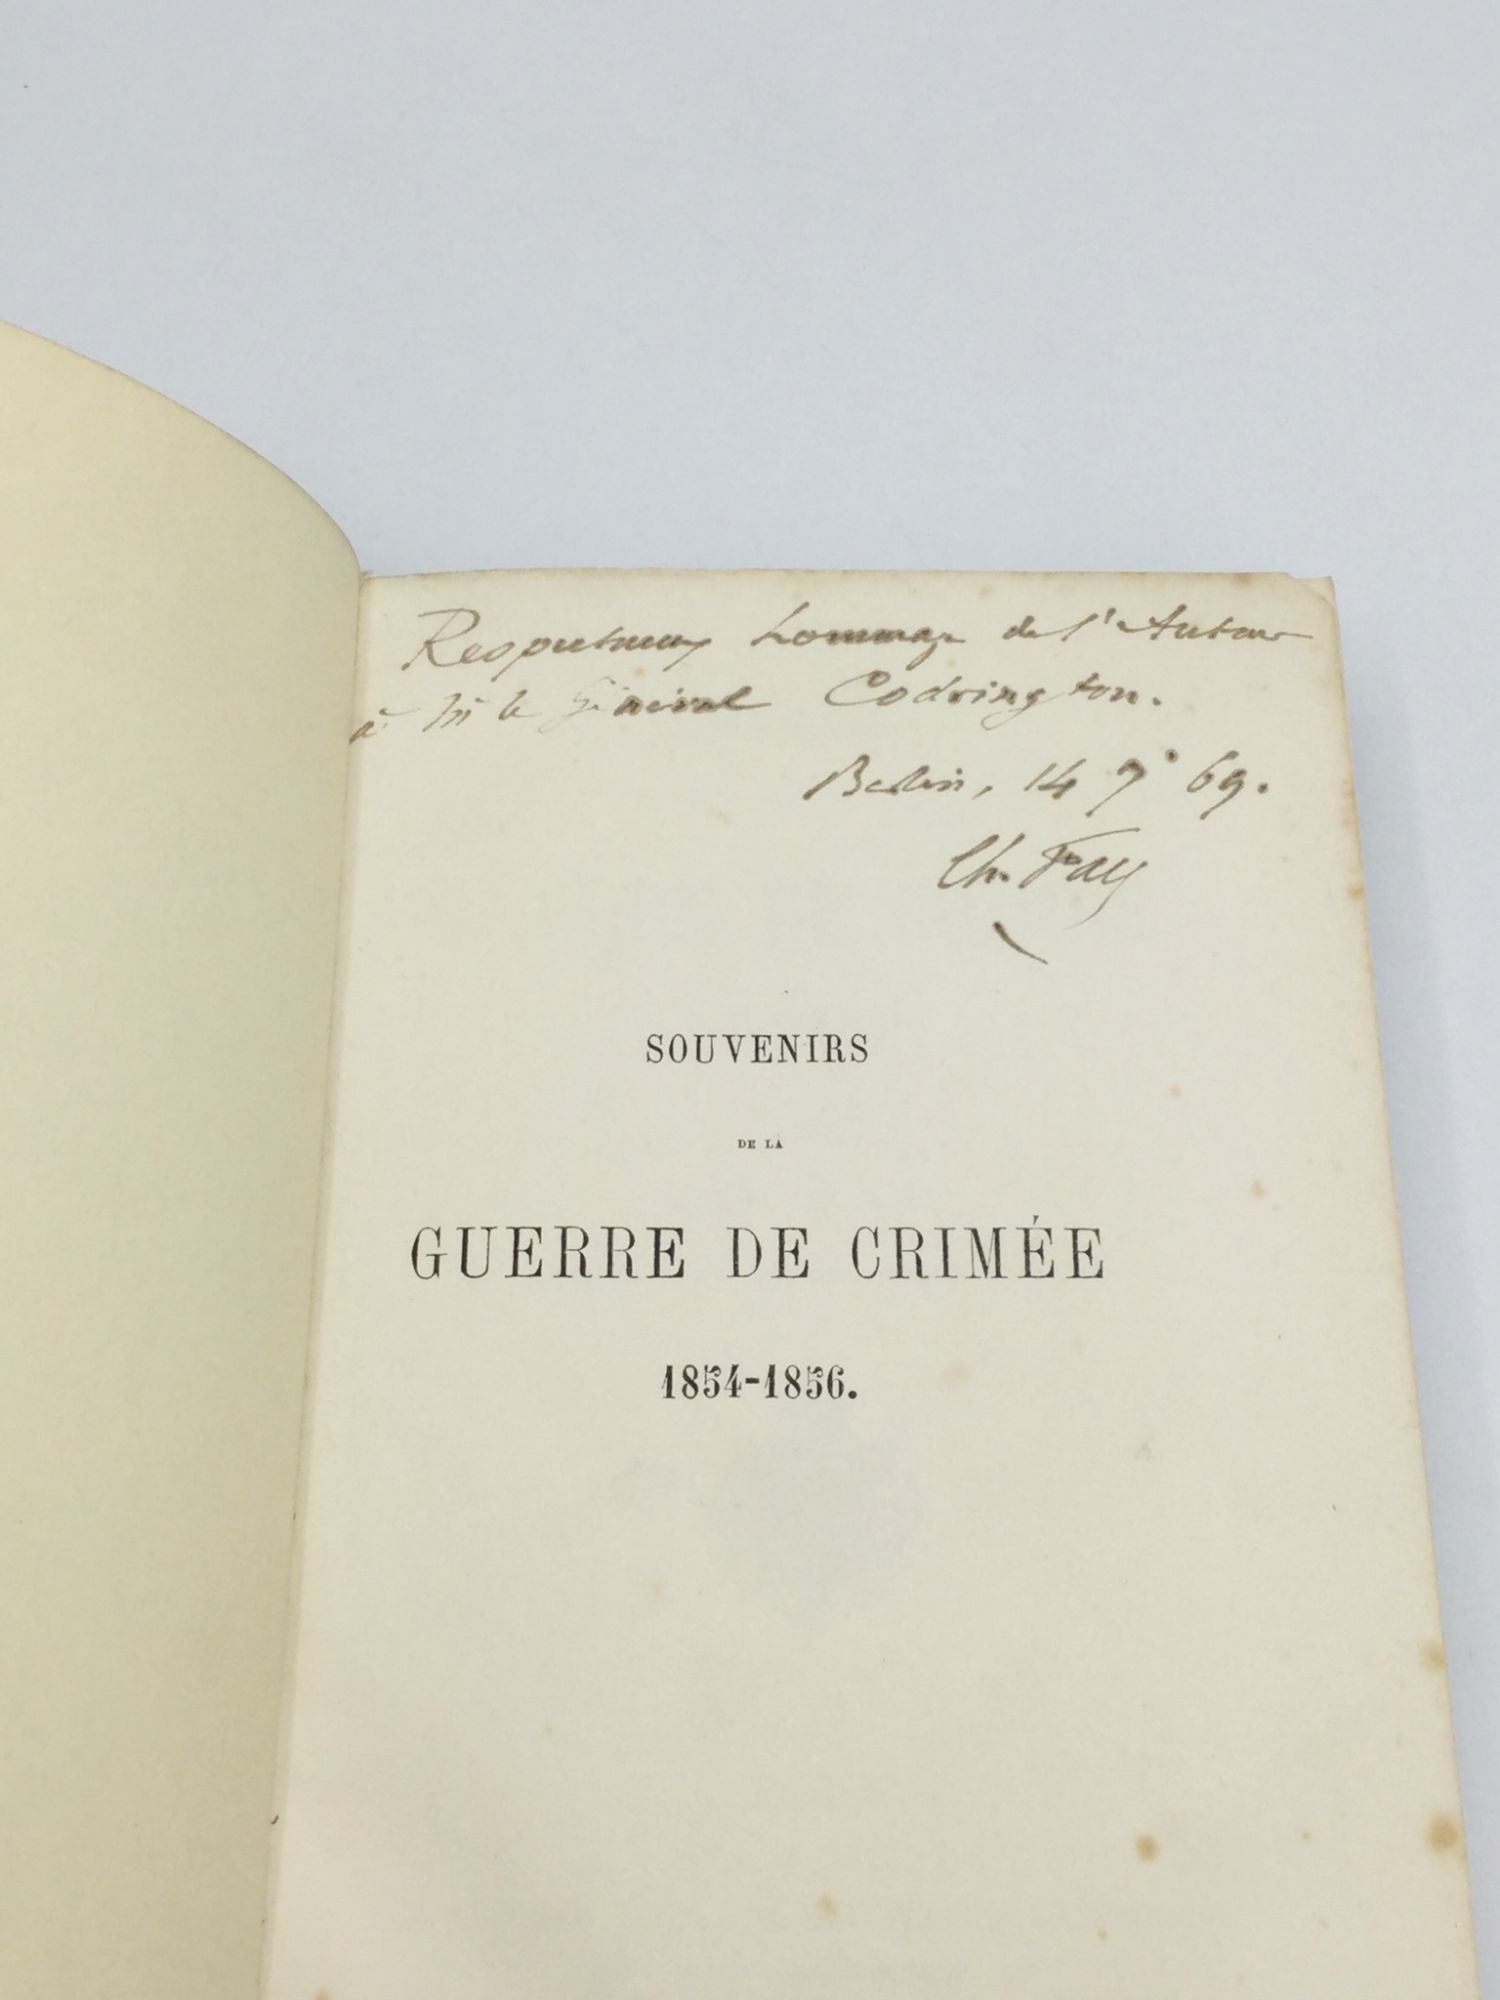 Respectueux hommage de l'Auteur
à Mr le Général Codrington.
Berlin, 14 7° 69.
Ch. Fay
SOUVENIRS
DE LA
GUERRE DE CRIMÉE
1854-1856.